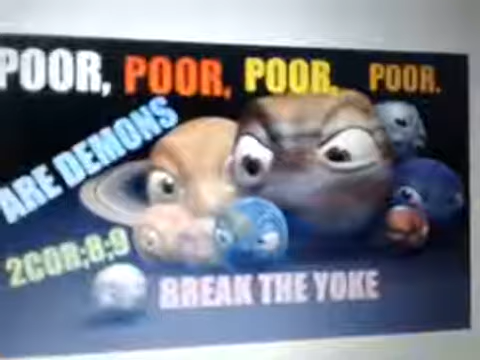 POOR, POOR, POOR, POOR.
ARE DEMONS
2COR;8;9
BREAK THE YOKE